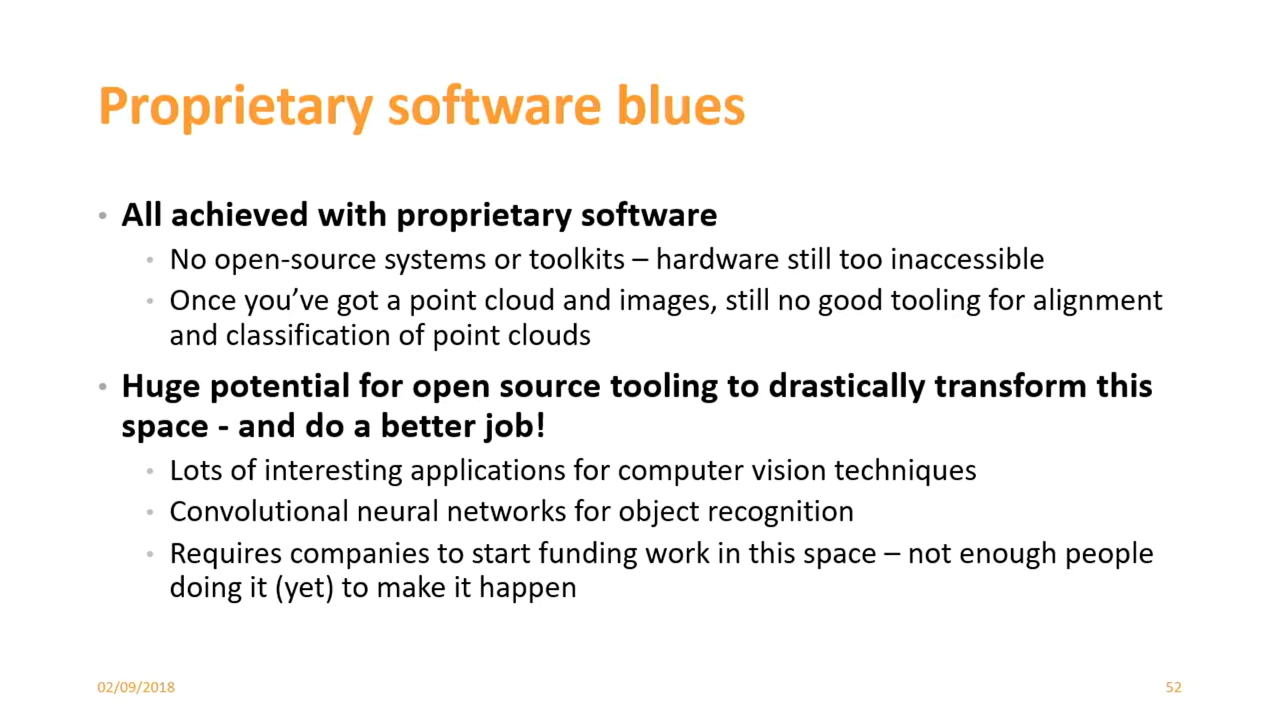 Proprietary software blues
• All achieved with proprietary software
• No open-source systems or toolkits – hardware still too inaccessible
• Once you’ve got a point cloud and images, still no good tooling for alignment
and classification of point clouds
• Huge potential for open source tooling to drastically transform this
space - and do a better job!
• Lots of interesting applications for computer vision techniques
• Convolutional neural networks for object recognition
• Requires companies to start funding work in this space – not enough people
doing it (yet) to make it happen
02/09/2018
52